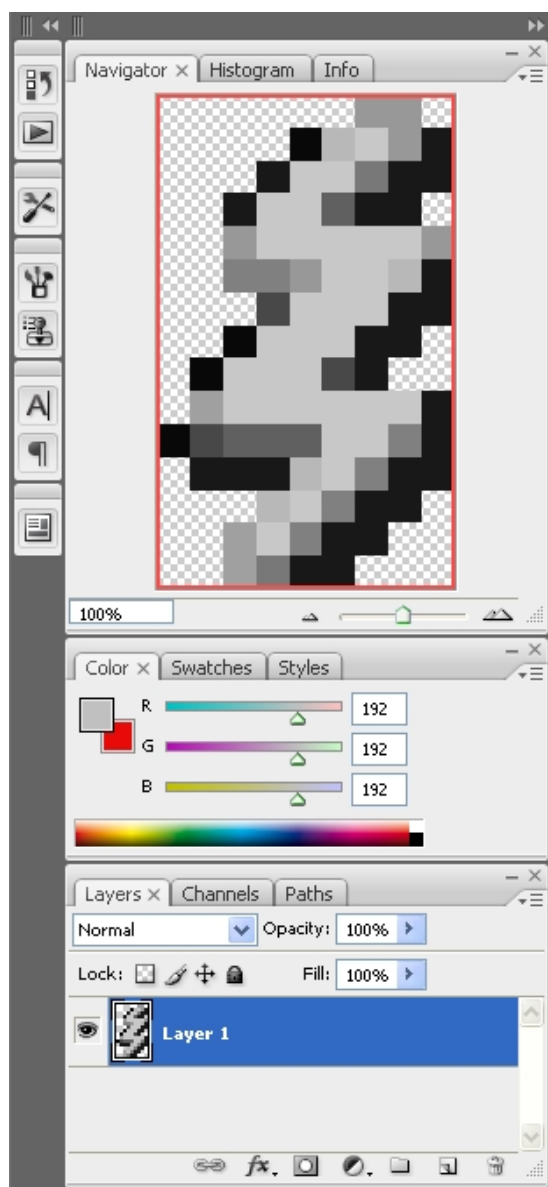 Navigator × Histogram Info
100%
Color × Swatches Styles
R 192
G 192
B 192
Layers × Channels Paths
Normal Opacity: 100%
Lock: Fill: 100%
Layer 1
fx.